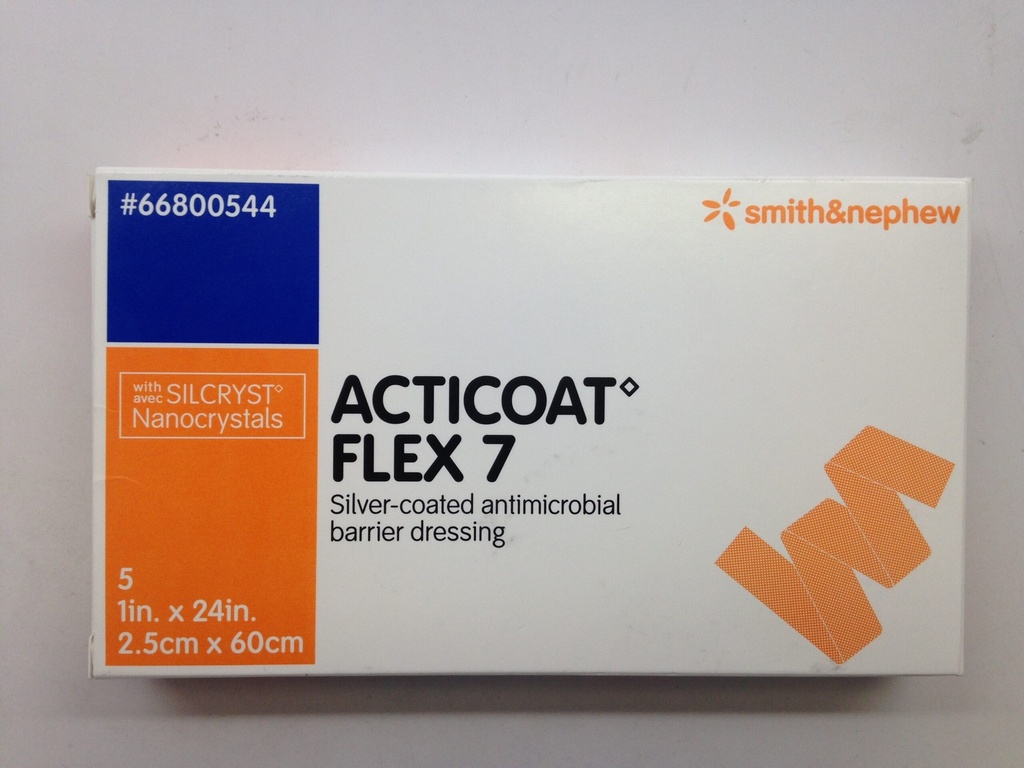 #66800544
smith&nephew
with
avec SILCRYST◊
Nanocrystals
ACTICOAT◊
FLEX 7
Silver-coated antimicrobial
barrier dressing
5
1in. x 24in.
2.5cm x 60cm